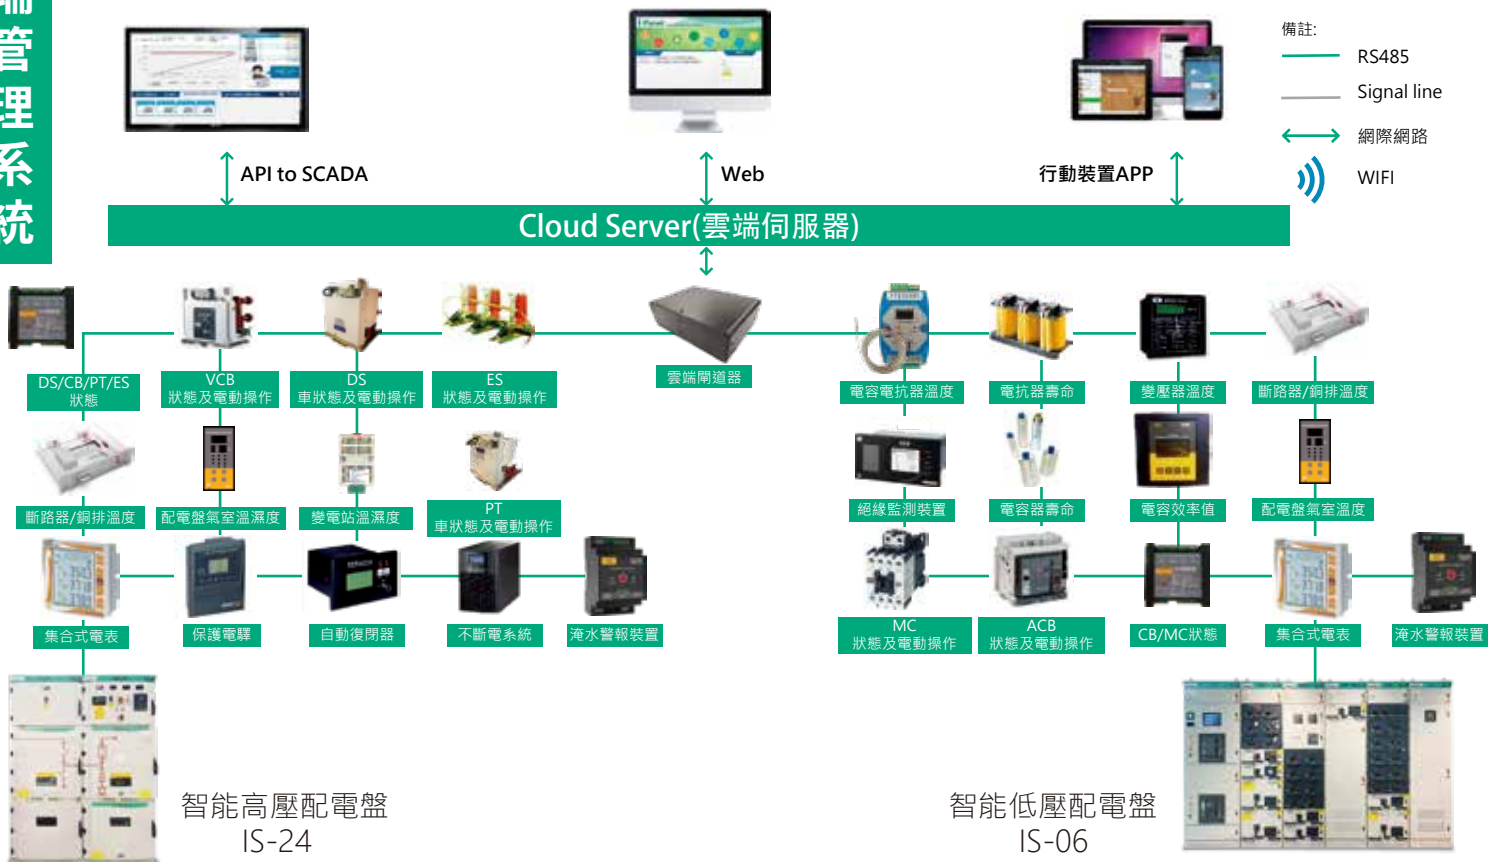 端
管
理
系
統
備註:
RS485
Signal line
網際網路
WIFI
API to SCADA
Web
行動裝置APP
Cloud Server(雲端伺服器)
DS/CB/PT/ES
狀態
VCB
狀態及電動操作
DS
車狀態及電動操作
ES
狀態及電動操作
雲端閘道器
電容電抗器溫度
電抗器壽命
變壓器溫度
斷路器/銅排溫度
斷路器/銅排溫度
配電盤氣室溫濕度
變電站溫濕度
PT
車狀態及電動操作
絕緣監測裝置
電容器壽命
電容效率值
配電盤氣室溫度
集合式電表
保護電驛
自動復閉器
不斷電系統
淹水警報裝置
MC
狀態及電動操作
ACB
狀態及電動操作
CB/MC狀態
集合式電表
淹水警報裝置
智能高壓配電盤
IS-24
智能低壓配電盤
IS-06